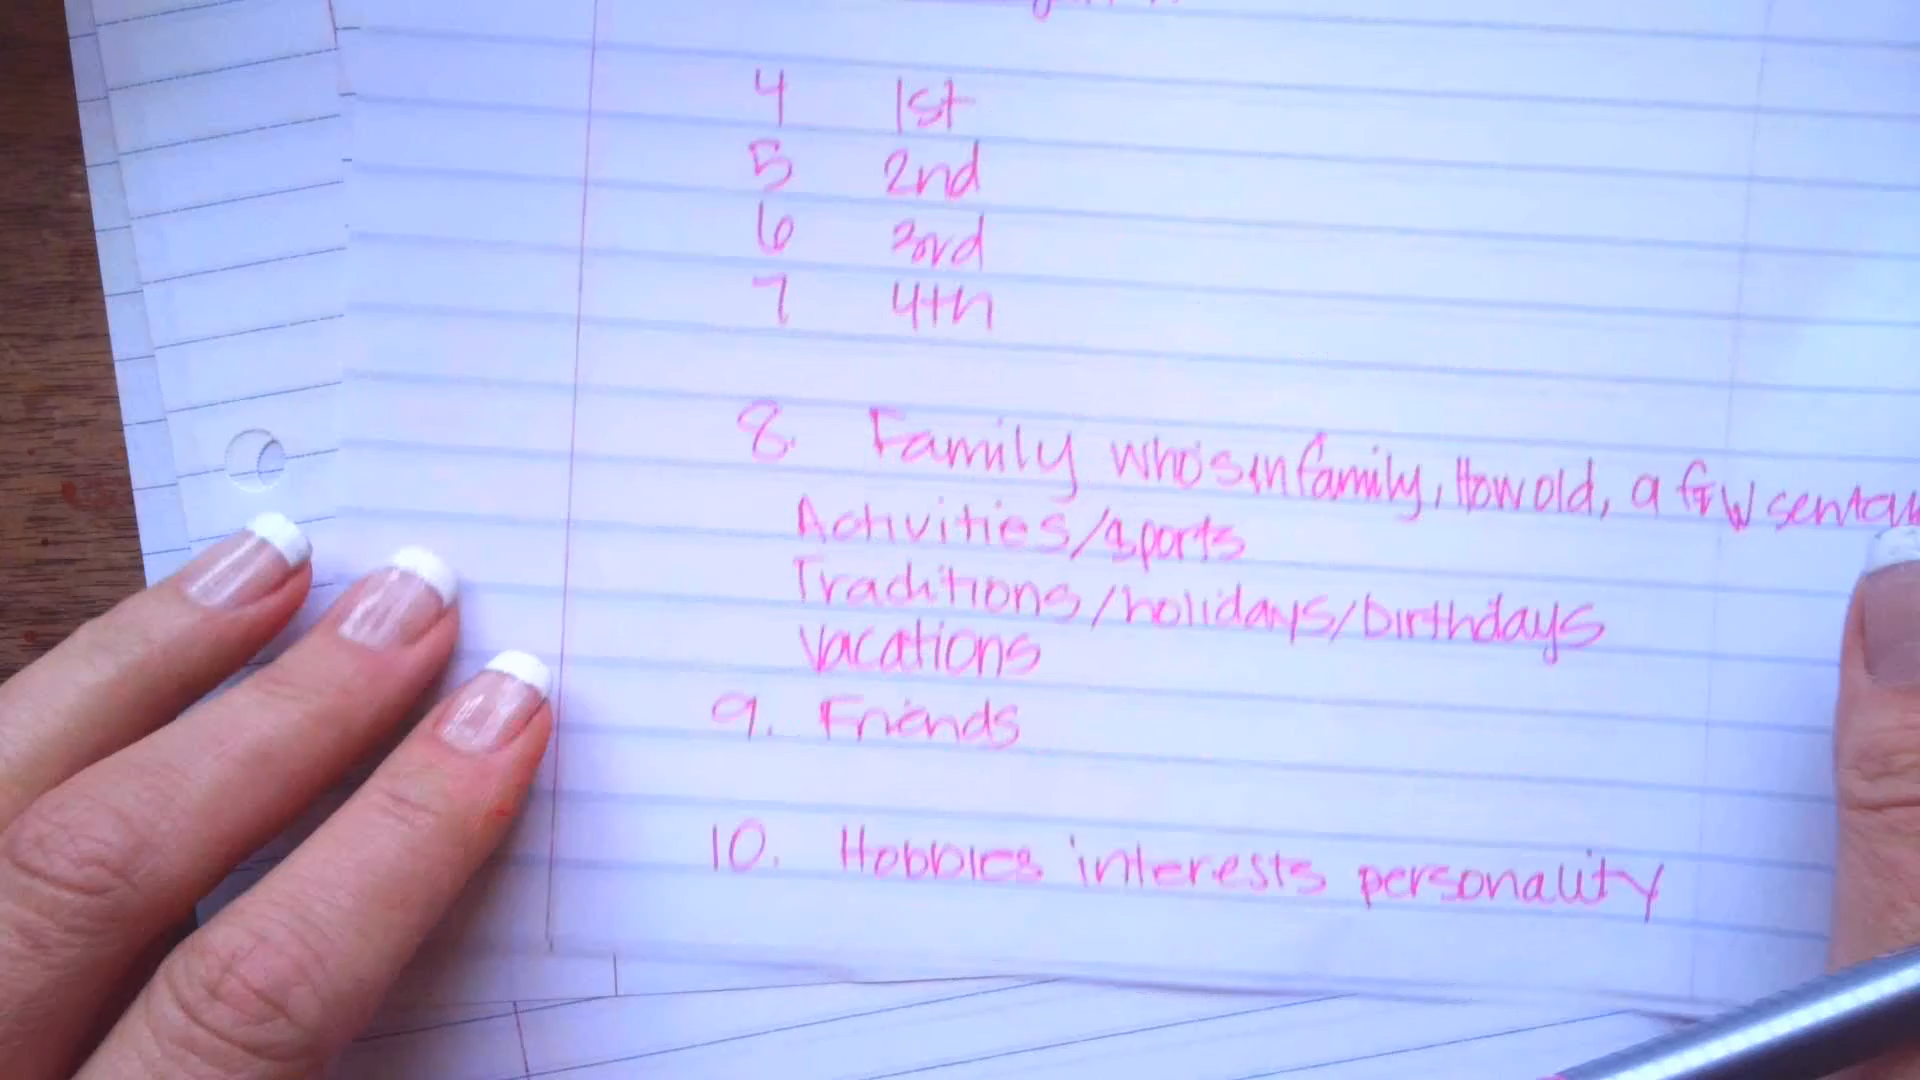 4 1st
5 2nd
6 3rd
7 4th
8. Family who's in family, How old, a few
Activities/sports
Traditions/holidays/birthdays
Vacations
9. Friends
10. Hobbies interests personality